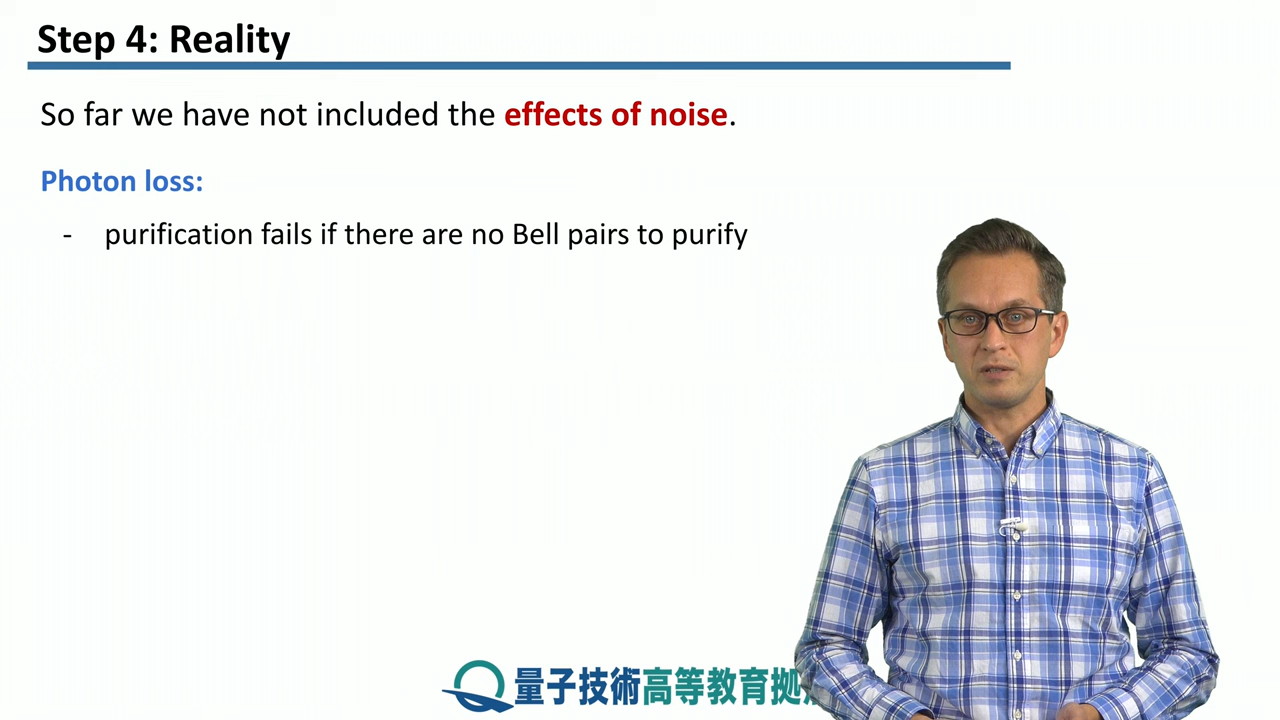 Step 4: Reality
So far we have not included the effects of noise.
Photon loss:
- purification fails if there are no Bell pairs to purify
量子技術高等教育拠